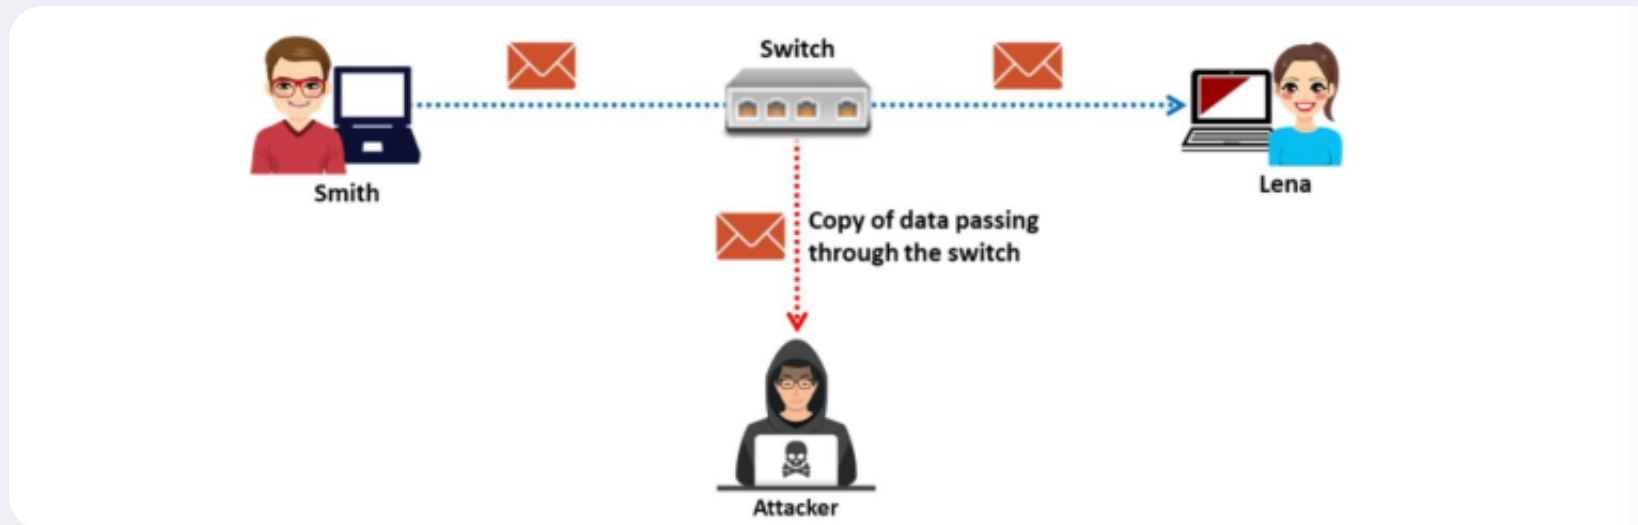 Switch
Smith
Lena
Copy of data passing
through the switch
Attacker